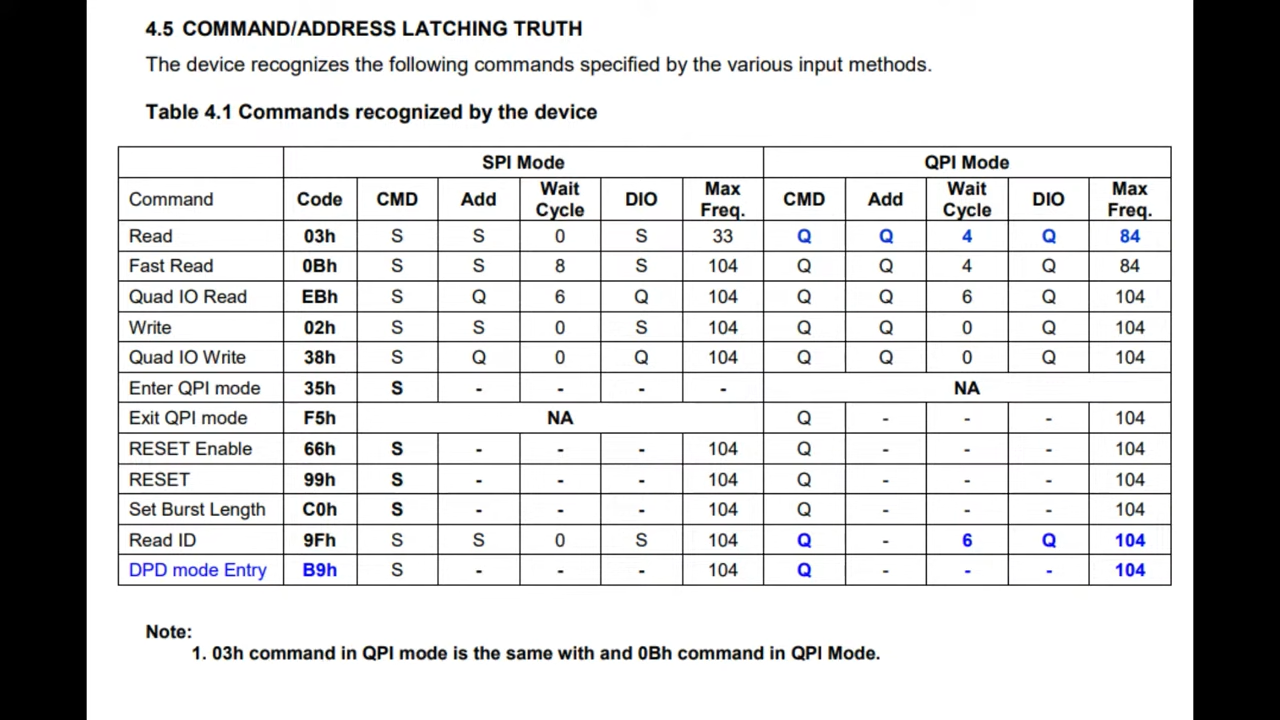 4.5 COMMAND/ADDRESS LATCHING TRUTH
The device recognizes the following commands specified by the various input methods.
Table 4.1 Commands recognized by the device
SPI Mode QPI Mode
Command Code CMD Add Wait Cycle DIO Max Freq. CMD Add Wait Cycle DIO Max Freq.
Read 03h S S 0 S 33 Q Q 4 Q 84
Fast Read 0Bh S S 8 S 104 Q Q 4 Q 84
Quad IO Read EBh S Q 6 Q 104 Q Q 6 Q 104
Write 02h S S 0 S 104 Q Q 0 Q 104
Quad IO Write 38h S Q 0 Q 104 Q Q 0 Q 104
Enter QPI mode 35h S - - - - NA
Exit QPI mode F5h NA Q - - - 104
RESET Enable 66h S - - - 104 Q - - - 104
RESET 99h S - - - 104 Q - - - 104
Set Burst Length C0h S - - - 104 Q - - - 104
Read ID 9Fh S S 0 S 104 Q - 6 Q 104
DPD mode Entry B9h S - - - 104 Q - - - 104
Note:
1. 03h command in QPI mode is the same with and 0Bh command in QPI Mode.